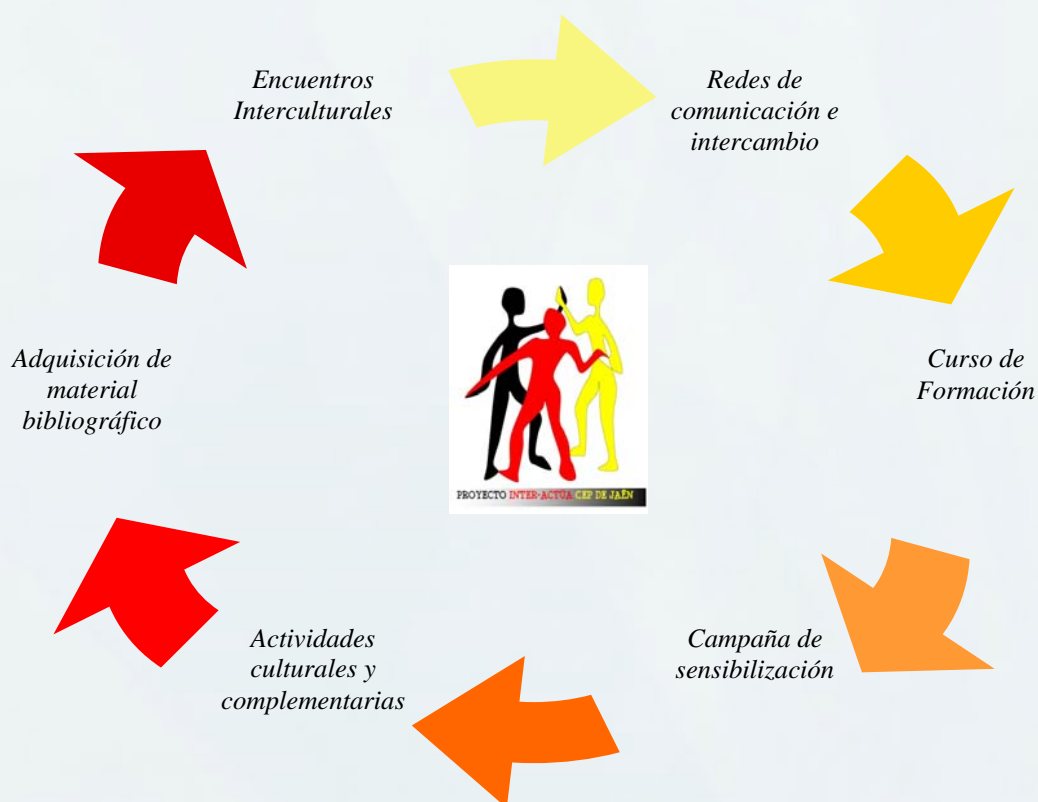 Encuentros
Interculturales
Redes de
comunicación e
intercambio
Curso de
Formación
Campaña de
sensibilización
Actividades
culturales y
complementarias
Adquisición de
material
bibliográfico
PROYECTO INTER-ACTÚA CEP DE JAÉN